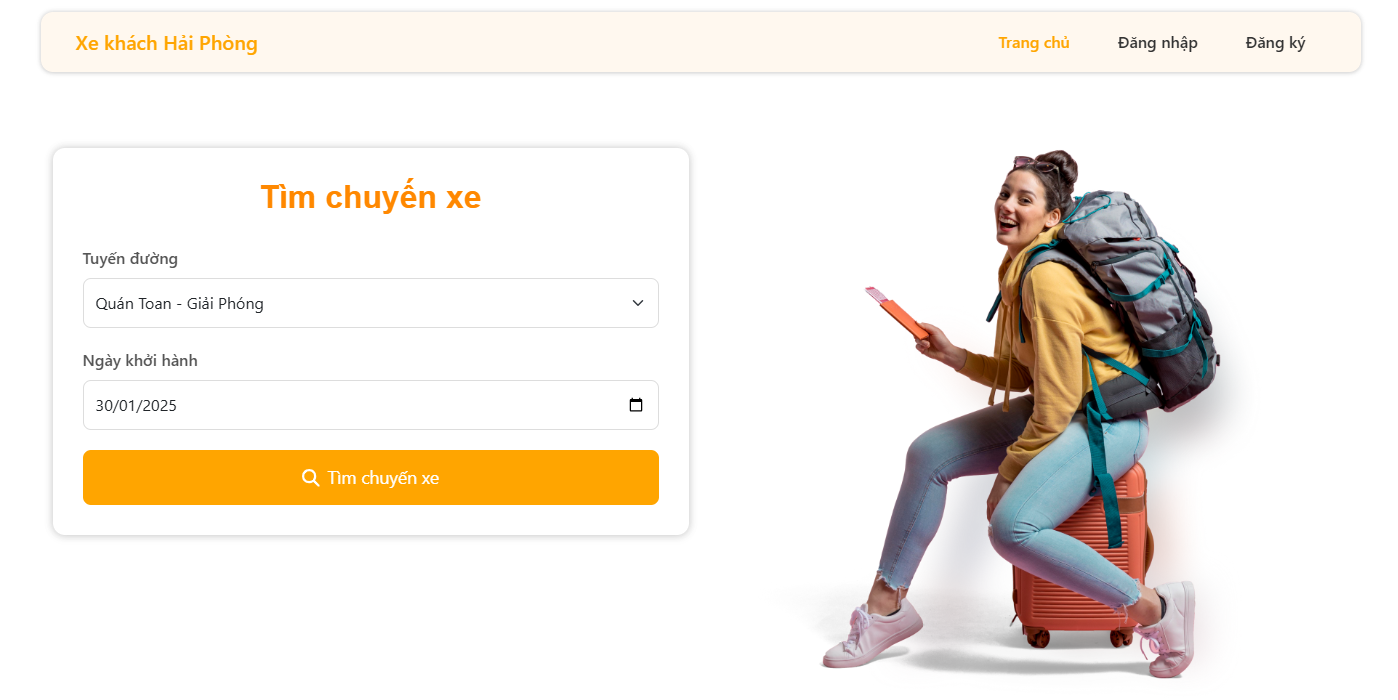 Xe khách Hải Phòng
Trang chủ
Đăng nhập
Đăng ký
Tìm chuyến xe
Tuyến đường
Quán Toan - Giải Phóng
Ngày khởi hành
30/01/2025
Tìm chuyến xe